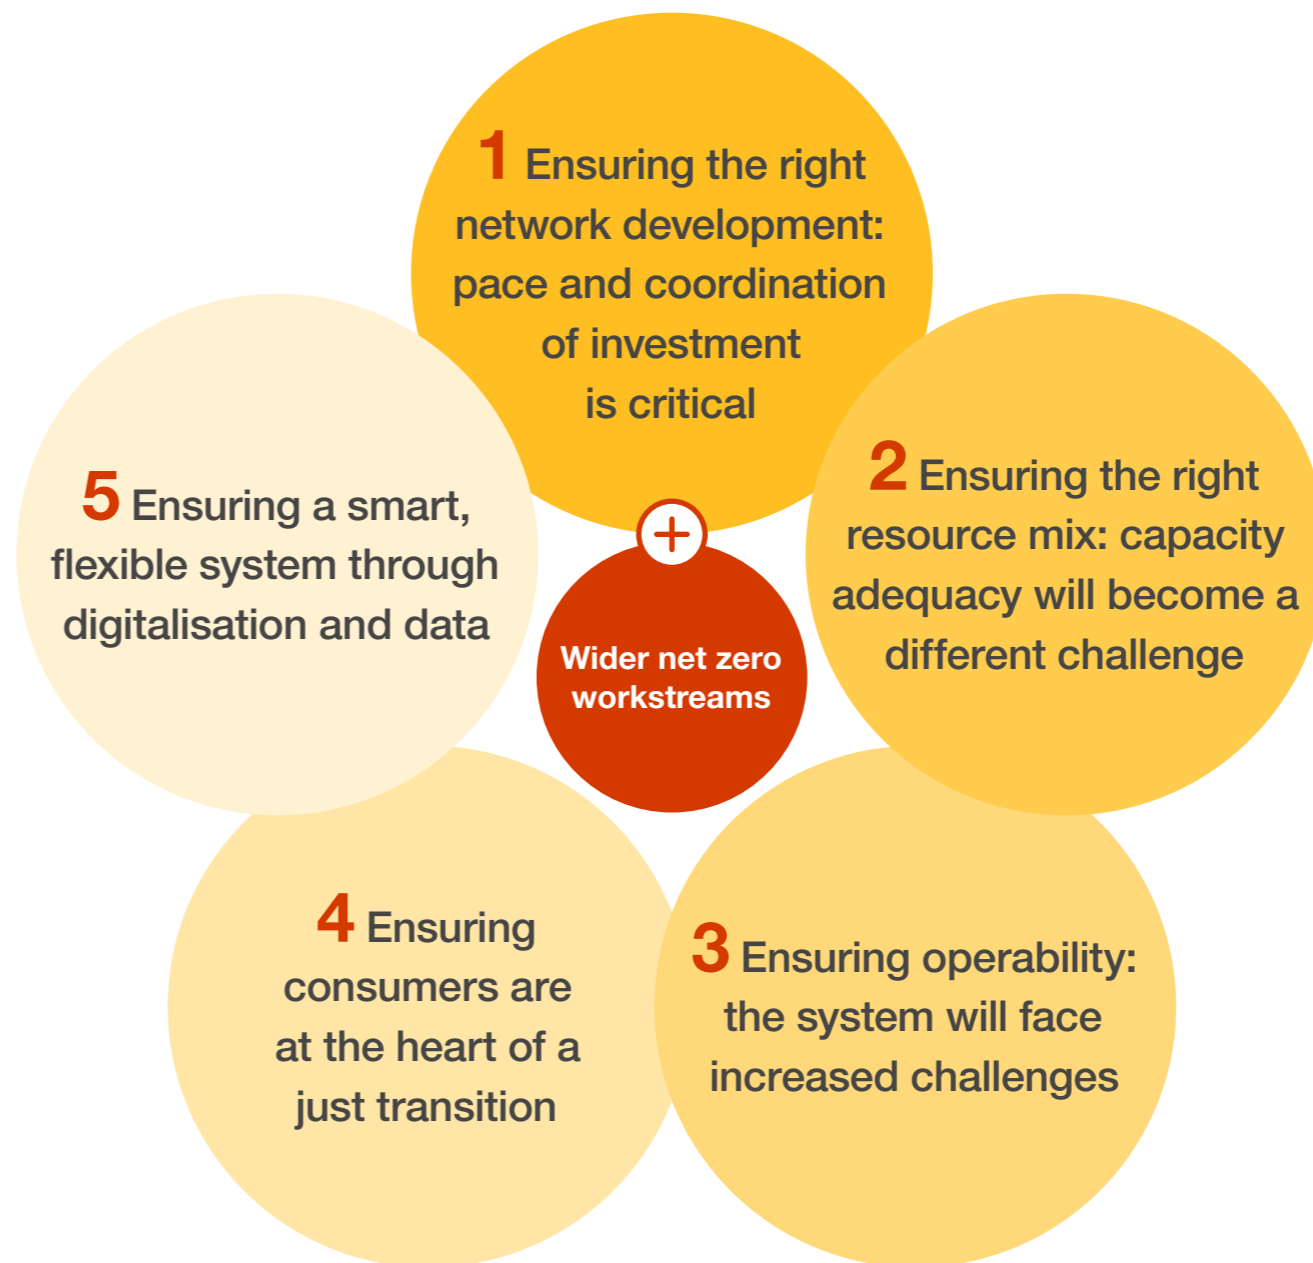 1 Ensuring the right
network development:
pace and coordination
of investment
is critical
2 Ensuring the right
resource mix: capacity
adequacy will become a
different challenge
3 Ensuring operability:
the system will face
increased challenges
4 Ensuring
consumers are
at the heart of a
just transition
5 Ensuring a smart,
flexible system through
digitalisation and data
+
Wider net zero
workstreams